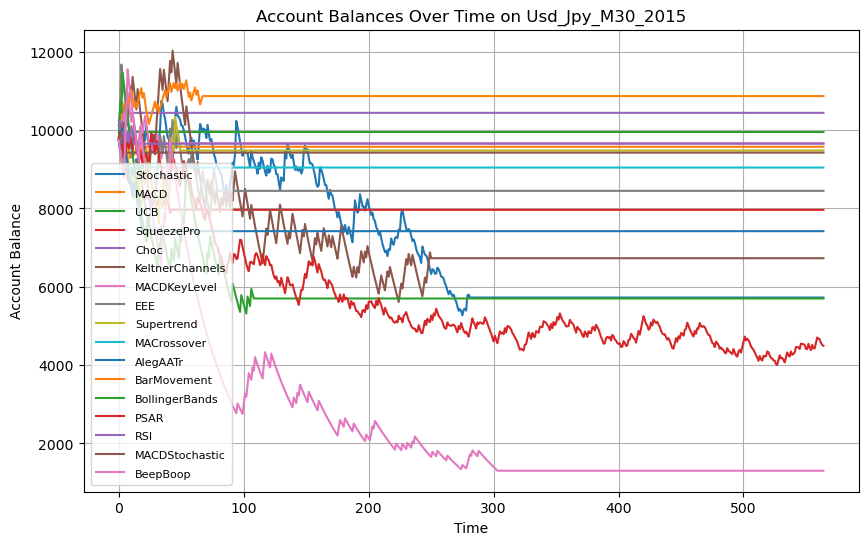 Account Balances Over Time on Usd_Jpy_M30_2015
12000
10000
8000
6000
4000
2000
Account Balance
Stochastic
MACD
UCB
SqueezePro
Choc
KeltnerChannels
MACDKeyLevel
EEE
Supertrend
MACrossover
AlegAATr
BarMovement
BollingerBands
PSAR
RSI
MACDStochastic
BeepBoop
0
100
200
300
400
500
Time